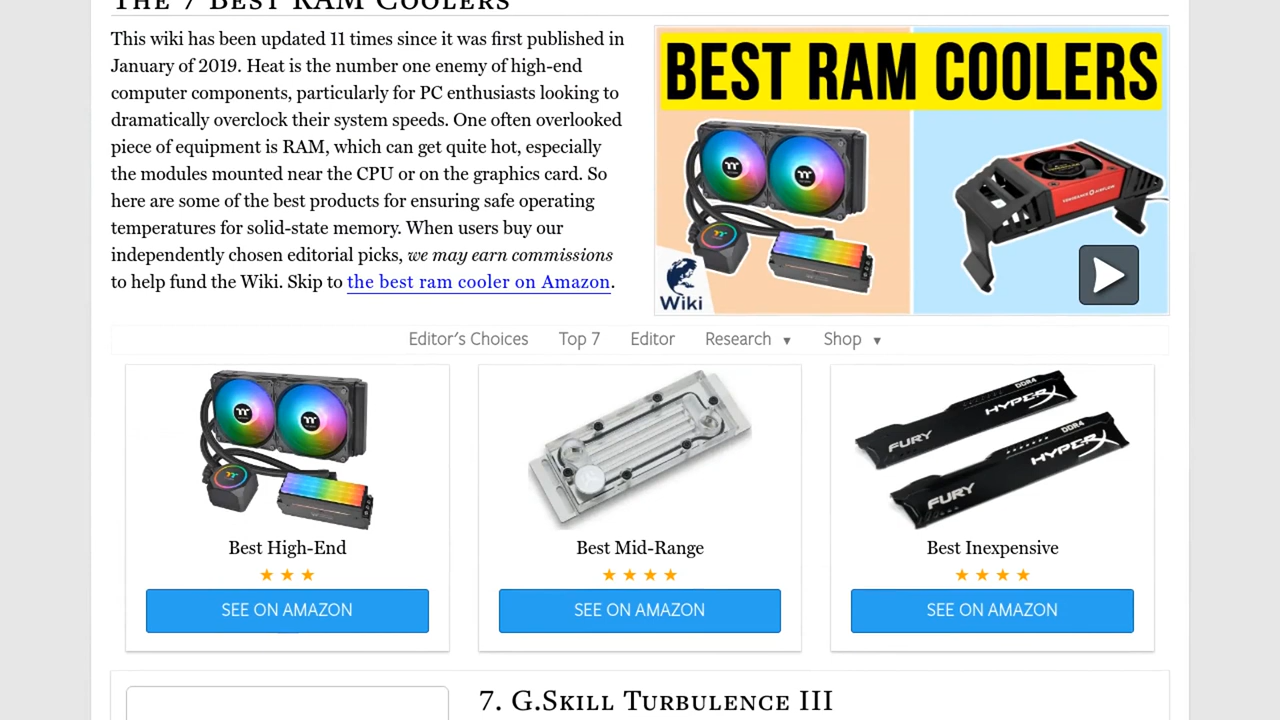 The 7 Best RAM Coolers
This wiki has been updated 11 times since it was first published in
January of 2019. Heat is the number one enemy of high-end
computer components, particularly for PC enthusiasts looking to
dramatically overclock their system speeds. One often overlooked
piece of equipment is RAM, which can get quite hot, especially
the modules mounted near the CPU or on the graphics card. So
here are some of the best products for ensuring safe operating
temperatures for solid-state memory. When users buy our
independently chosen editorial picks, we may earn commissions
to help fund the Wiki. Skip to the best ram cooler on Amazon.
BEST RAM COOLERS
VENGEANCE AIRFLOW
Wiki
Editor's Choices Top 7 Editor Research ▼ Shop ▼
DDR4
HYPERX
FURY
DDR4
HYPERX
FURY
Best High-End
★ ★ ★
SEE ON AMAZON
Best Mid-Range
★ ★ ★ ★
SEE ON AMAZON
Best Inexpensive
★ ★ ★ ★
SEE ON AMAZON
7. G.Skill Turbulence III